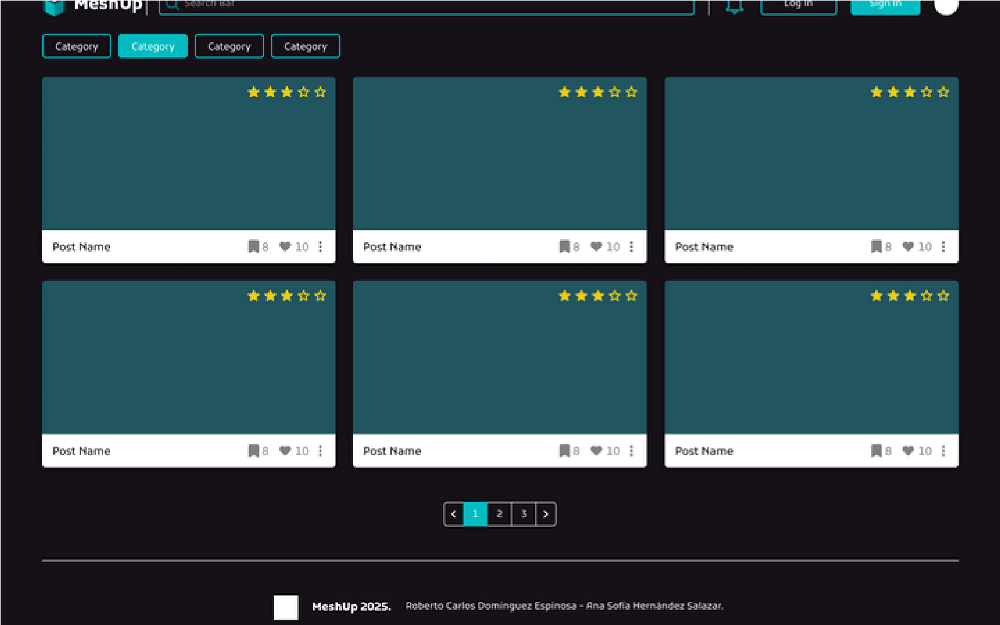 MeshUp Search Bar Log In Sign In
Category Category Category Category
Post Name 8 10 Post Name 8 10 Post Name 8 10
Post Name 8 10 Post Name 8 10 Post Name 8 10
< 1 2 3 >
MeshUp 2025. Roberto Carlos Domínguez Espinosa - Ana Sofía Hernández Salazar.